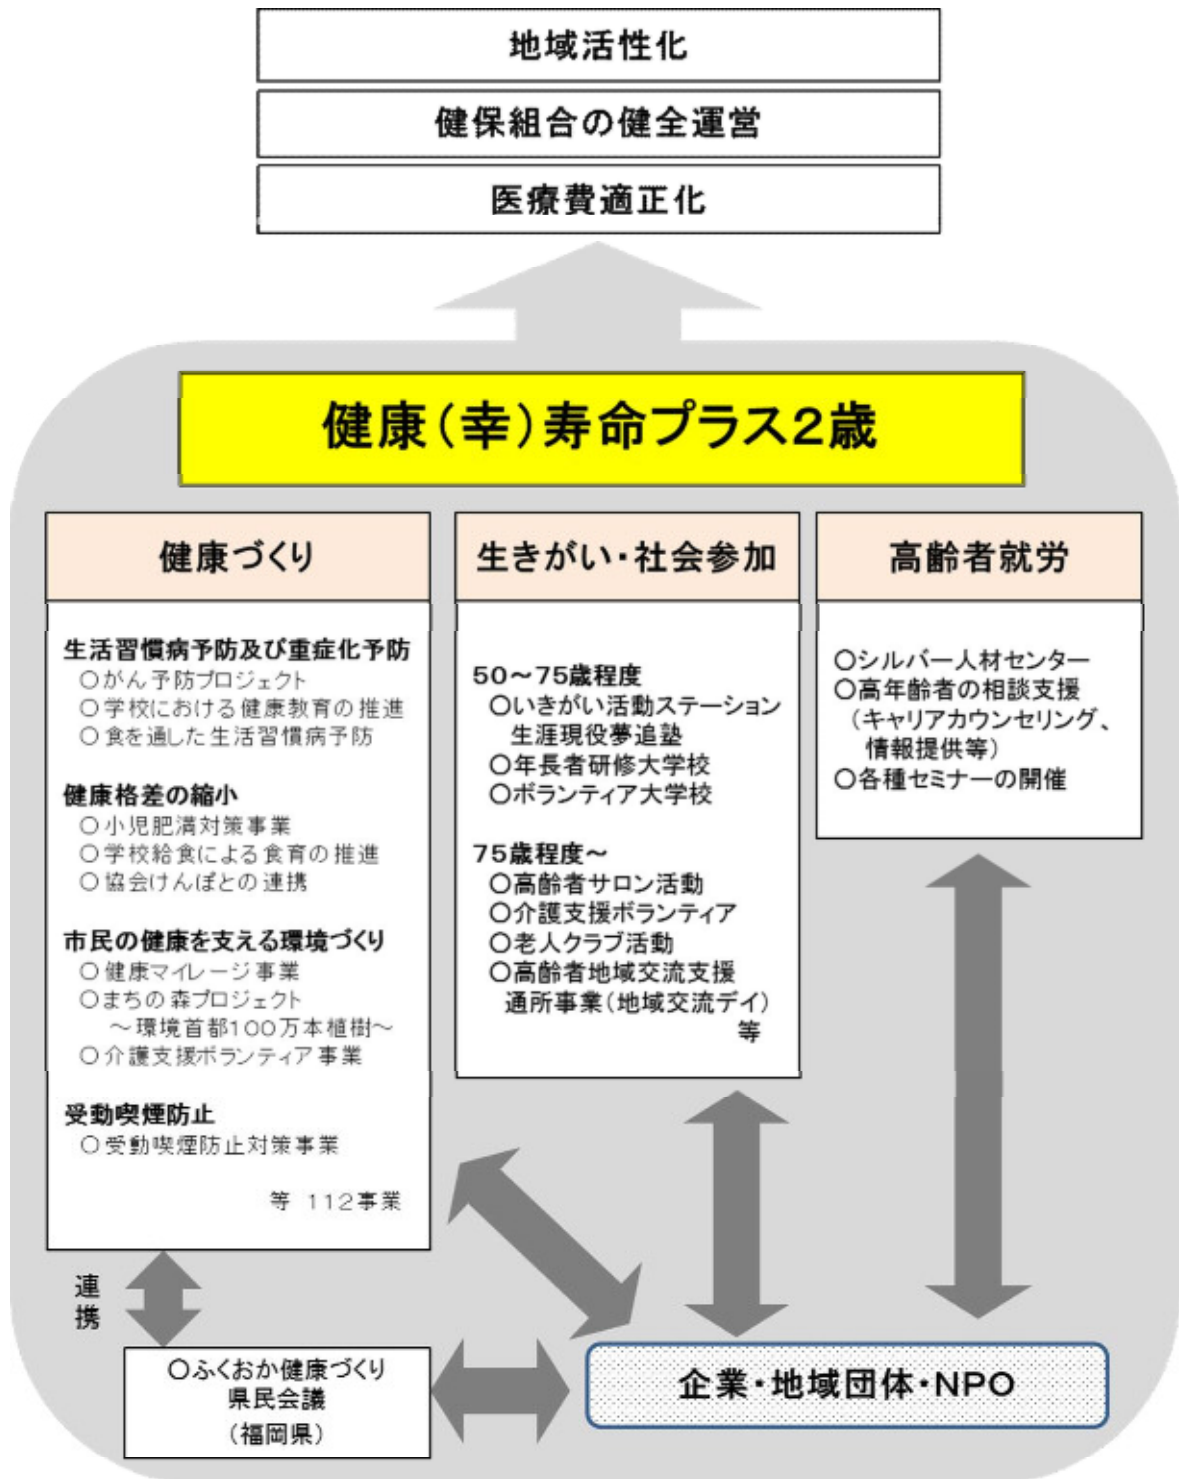 地域活性化
健保組合の健全運営
医療費適正化
健康(幸)寿命プラス2歳
健康づくり
生活習慣病予防及び重症化予防
○がん予防プロジェクト
○学校における健康教育の推進
○食を通した生活習慣病予防
健康格差の縮小
○小児肥満対策事業
○学校給食による食育の推進
○協会けんぽとの連携
市民の健康を支える環境づくり
○健康マイレージ事業
○まちの森プロジェクト
～環境首都100万本植樹～
○介護支援ボランティア事業
受動喫煙防止
○受動喫煙防止対策事業
等 112事業
生きがい・社会参加
50～75歳程度
○いきがい活動ステーション
生涯現役夢追塾
○年長者研修大学校
○ボランティア大学校
75歳程度～
○高齢者サロン活動
○介護支援ボランティア
○老人クラブ活動
○高齢者地域交流支援
通所事業(地域交流デイ)
等
高齢者就労
○シルバー人材センター
○高年齢者の相談支援
(キャリアカウンセリング、
情報提供等)
○各種セミナーの開催
連
携
○ふくおか健康づくり
県民会議
(福岡県)
企業・地域団体・NPO